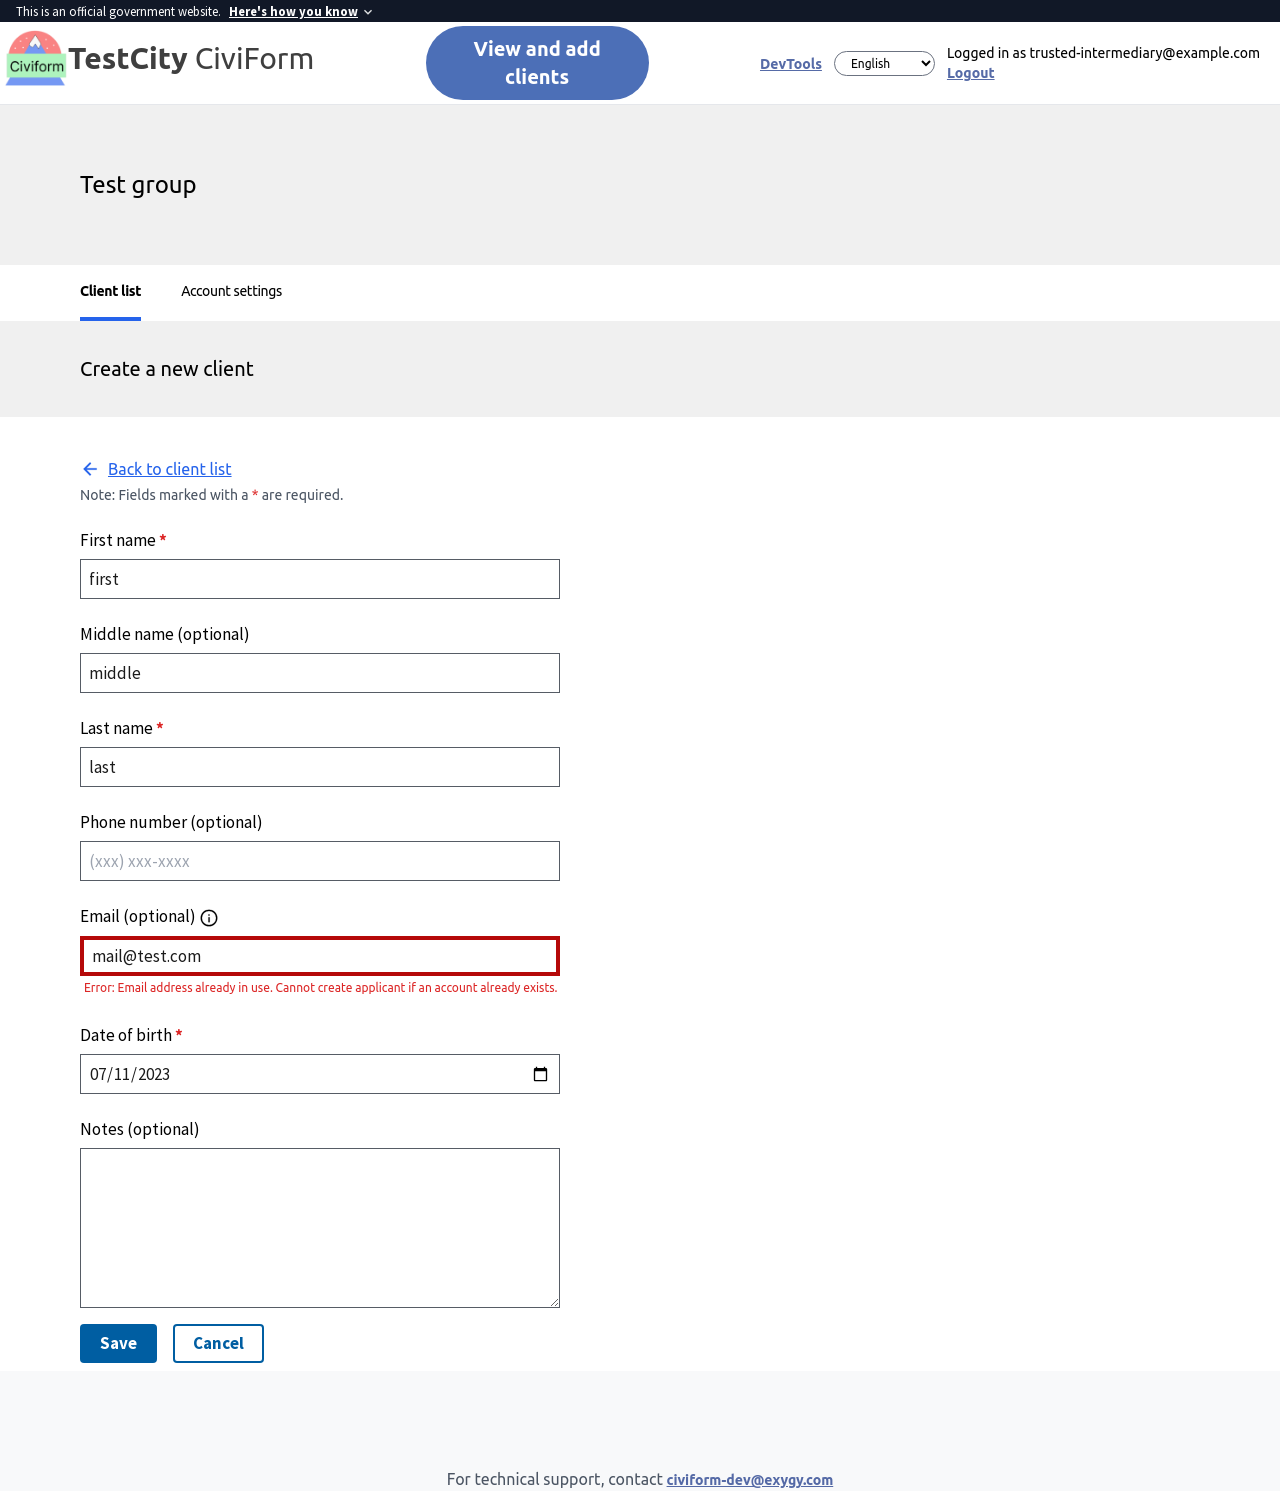 This is an official government website. Here's how you know
Civiform
TestCity CiviForm
View and add
clients
DevTools
English
Logged in as trusted-intermediary@example.com
Logout
Test group
Client list
Account settings
Create a new client
Back to client list
Note: Fields marked with a * are required.
First name *
first
Middle name (optional)
middle
Last name *
last
Phone number (optional)
(xxx) xxx-xxxx
Email (optional)
mail@test.com
Error: Email address already in use. Cannot create applicant if an account already exists.
Date of birth *
07/11/2023
Notes (optional)
Save
Cancel
For technical support, contact civiform-dev@exygy.com